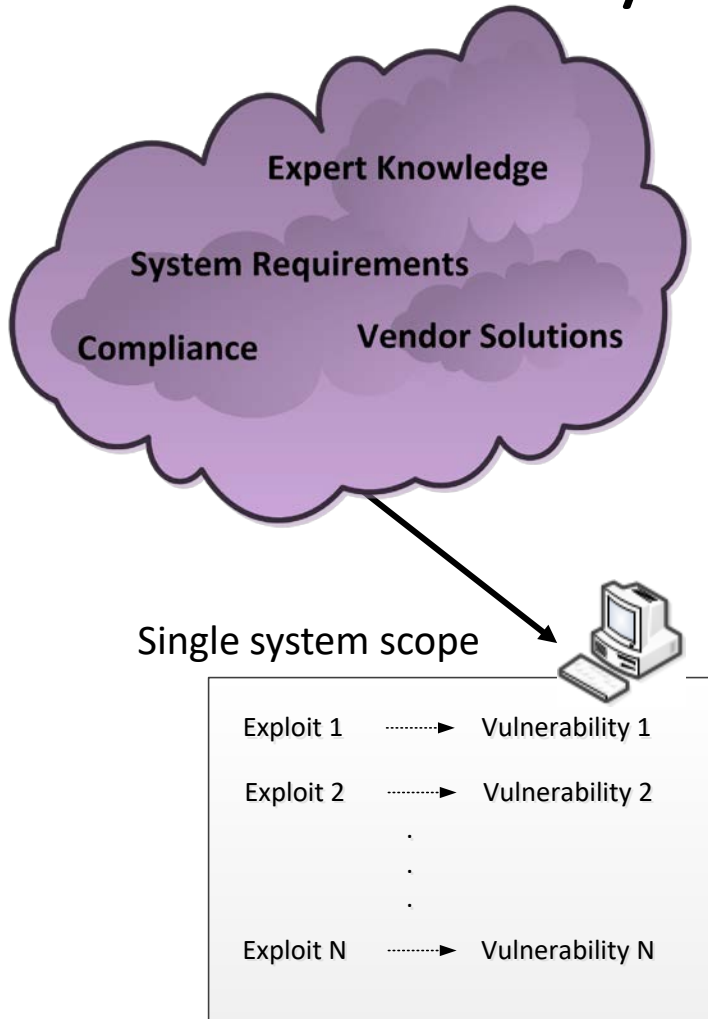 Expert Knowledge
System Requirements
Compliance
Vendor Solutions
Single system scope
Exploit 1 Vulnerability 1
Exploit 2 Vulnerability 2
.
.
.
Exploit N Vulnerability N